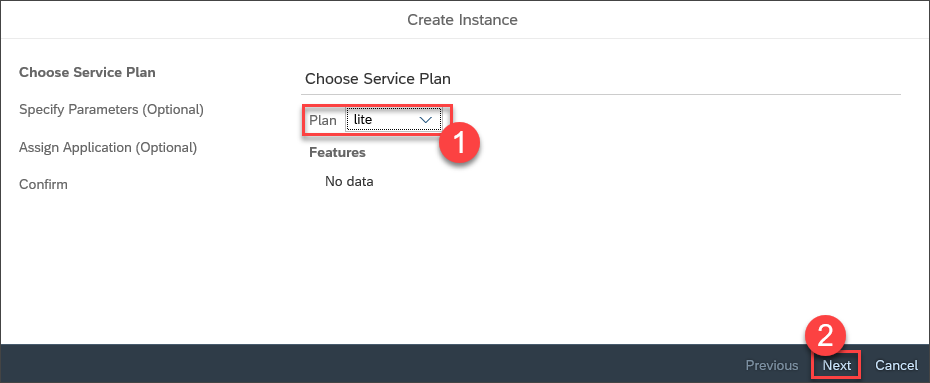 Create Instance
Choose Service Plan
Specify Parameters (Optional)
Assign Application (Optional)
Confirm
Choose Service Plan
Plan lite
1
Features
No data
2
Previous Next Cancel